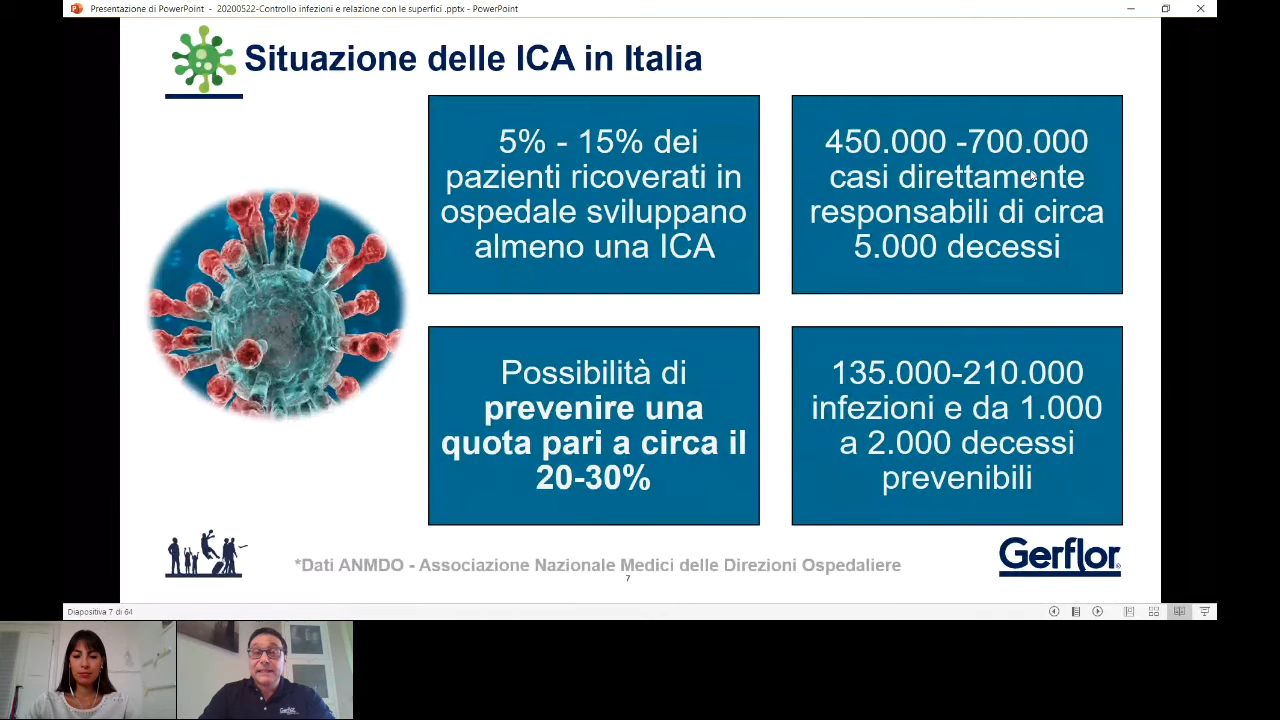 Presentazione di PowerPoint - 20200522-Controllo infezioni e relazione con le superfici .pptx - PowerPoint
Situazione delle ICA in Italia
5% - 15% dei
pazienti ricoverati in
ospedale sviluppano
almeno una ICA
450.000 -700.000
casi direttamente
responsabili di circa
5.000 decessi
Possibilità di
prevenire una
quota pari a circa il
20-30%
135.000-210.000
infezioni e da 1.000
a 2.000 decessi
prevenibili
*Dati ANMDO - Associazione Nazionale Medici delle Direzioni Ospedaliere
7
Gerflor®
Diapositiva 7 di 64
Gerflor